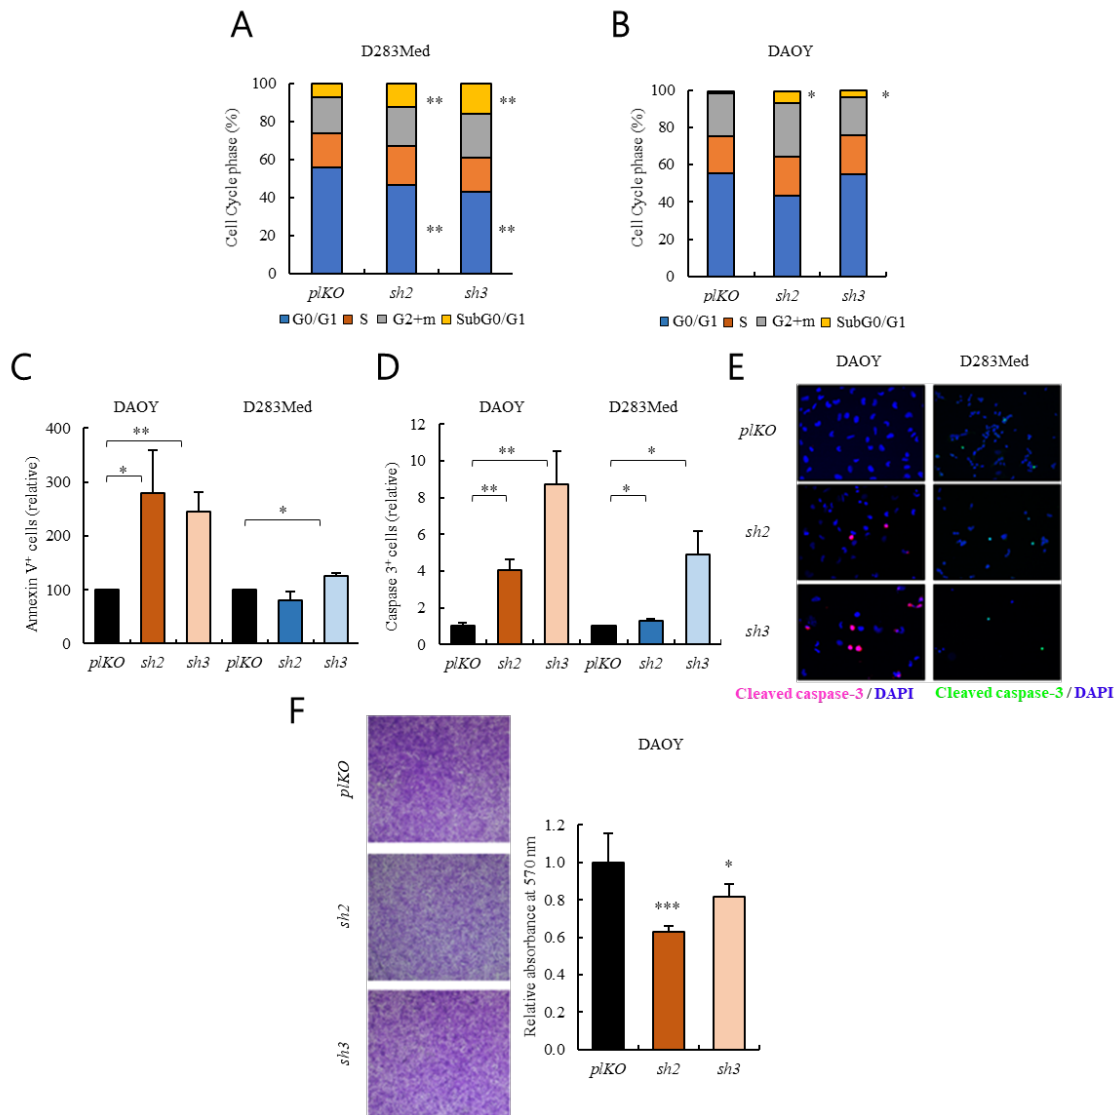 A
D283Med
Cell Cycle phase (%)
100
80
60
40
20
0
**
**
**
**
plKO
sh2
sh3
G0/G1 S G2+m SubG0/G1
B
DAOY
Cell Cycle phase (%)
100
80
60
40
20
0
*
*
plKO
sh2
sh3
G0/G1 S G2+m SubG0/G1
C
DAOY
D283Med
Annexin V+ cells (relative)
400
300
200
100
0
**
*
*
plKO
sh2
sh3
plKO
sh2
sh3
D
DAOY
D283Med
Caspase 3+ cells (relative)
12
10
8
6
4
2
0
**
**
*
*
plKO
sh2
sh3
plKO
sh2
sh3
E
DAOY
D283Med
plKO
sh2
sh3
Cleaved caspase-3 / DAPI
Cleaved caspase-3 / DAPI
F
plKO
sh2
sh3
DAOY
Relative absorbance at 570 nm
1.2
1.0
0.8
0.6
0.4
0.2
0.0
***
*
plKO
sh2
sh3